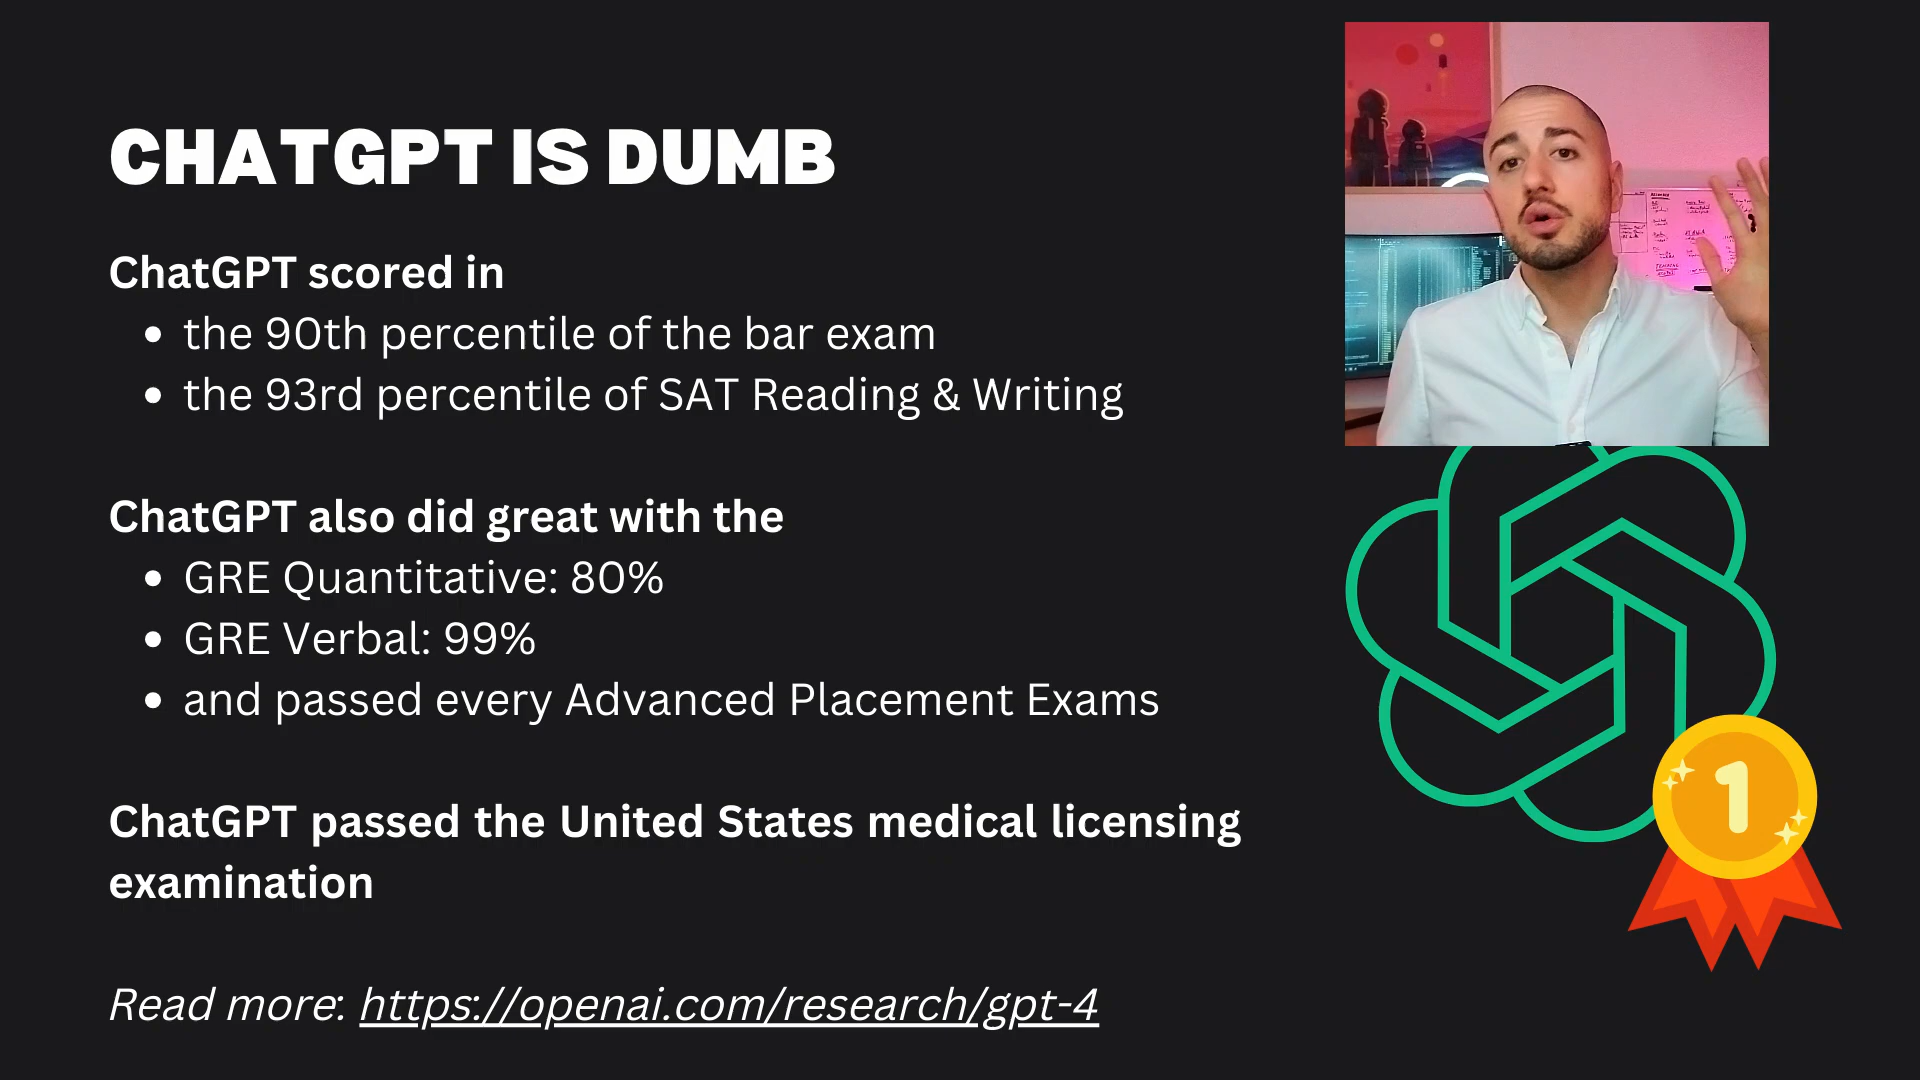 CHATGPT IS DUMB
ChatGPT scored in
• the 90th percentile of the bar exam
• the 93rd percentile of SAT Reading & Writing
ChatGPT also did great with the
• GRE Quantitative: 80%
• GRE Verbal: 99%
• and passed every Advanced Placement Exams
ChatGPT passed the United States medical licensing
examination
Read more: https://openai.com/research/gpt-4
1